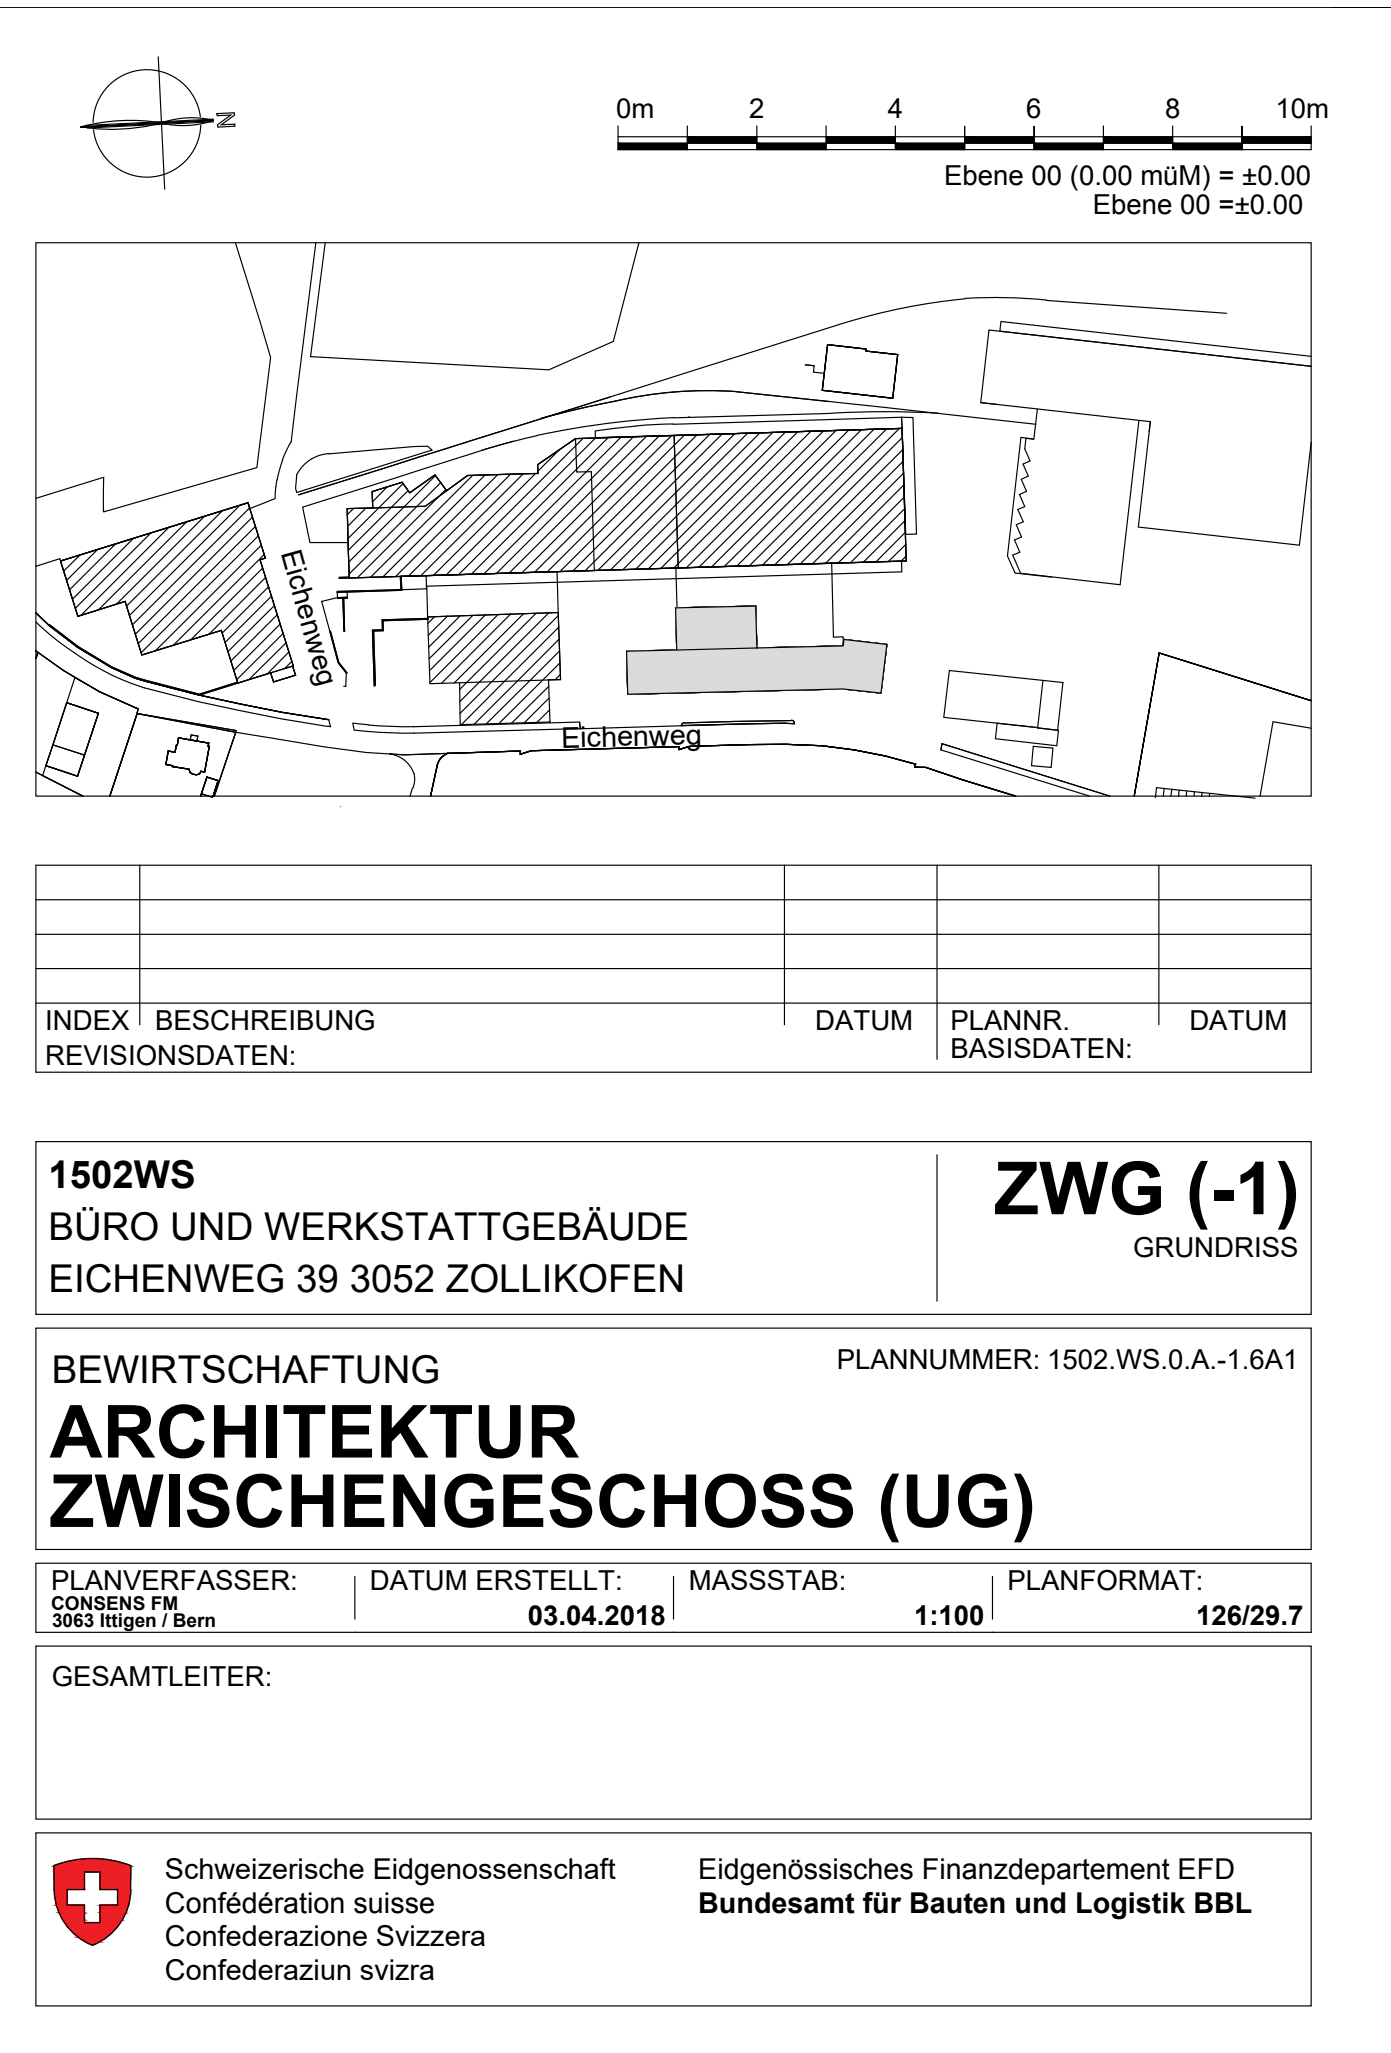 N
0m 2 4 6 8 10m
Ebene 00 (0.00 müM) = ±0.00
Ebene 00 =±0.00
Eichenweg
Eichenweg
INDEX BESCHREIBUNG DATUM PLANNR. DATUM
REVISIONSDATEN: BASISDATEN:
1502WS
BÜRO UND WERKSTATTGEBÄUDE
EICHENWEG 39 3052 ZOLLIKOFEN
ZWG (-1)
GRUNDRISS
BEWIRTSCHAFTUNG
PLANNUMMER: 1502.WS.0.A.-1.6A1
ARCHITEKTUR
ZWISCHENGESCHOSS (UG)
PLANVERFASSER:
CONSENS FM
3063 Ittigen / Bern
DATUM ERSTELLT:
03.04.2018
MASSSTAB:
1:100
PLANFORMAT:
126/29.7
GESAMTLEITER:
Schweizerische Eidgenossenschaft
Confédération suisse
Confederazione Svizzera
Confederaziun svizra
Eidgenössisches Finanzdepartement EFD
Bundesamt für Bauten und Logistik BBL